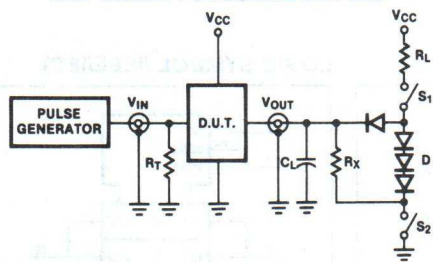 VCC
VCC
RL
S1
PULSE
GENERATOR
VIN
D.U.T.
VOUT
RT
CL
RX
D
S2